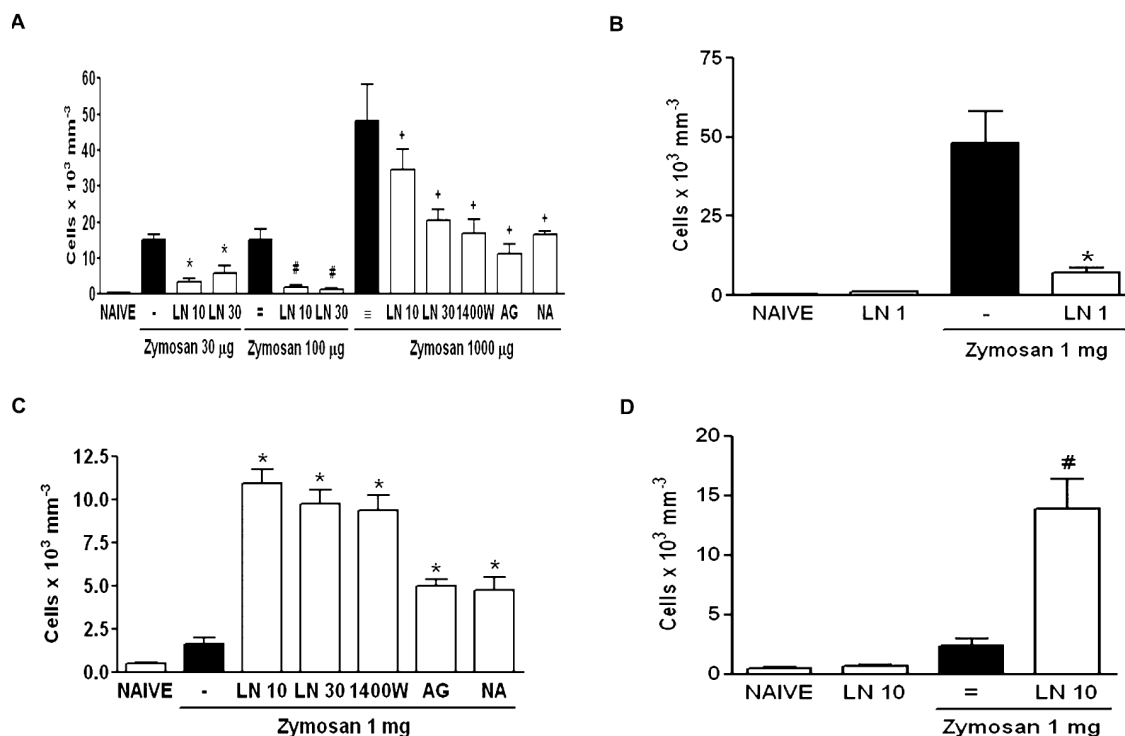 A
Cells x 10³ mm⁻³
60
50
40
30
20
10
0
* * # # + + + + +
NAIVE - LN 10 LN 30 = LN 10 LN 30 ≡ LN 10 LN 30 1400W AG NA
Zymosan 30 µg Zymosan 100 µg Zymosan 1000 µg
B
Cells x 10³ mm⁻³
75
50
25
0
*
NAIVE LN 1 - LN 1
Zymosan 1 mg
C
Cells x 10³ mm⁻³
12.5
10.0
7.5
5.0
2.5
0.0
* * * * *
NAIVE - LN 10 LN 30 1400W AG NA
Zymosan 1 mg
D
Cells x 10³ mm⁻³
20
15
10
5
0
#
NAIVE LN 10 = LN 10
Zymosan 1 mg